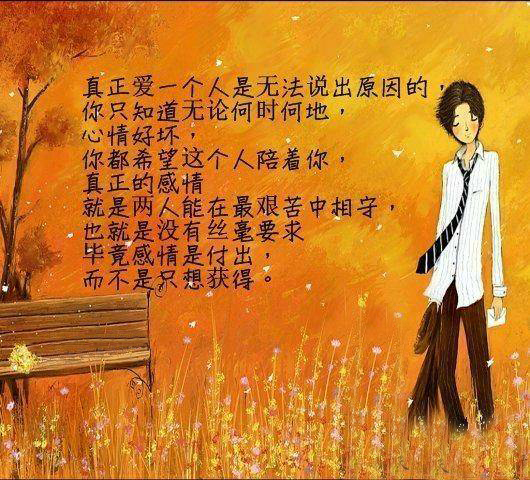 真正爱一个人是无法说出原因的，
你只知道无论何时何地，
心情好坏，
你都希望这个人陪着你，
真正的感情
就是两人能在最艰苦中相守，
也就是没有丝毫要求
毕竟感情是付出，
而不是只想获得。